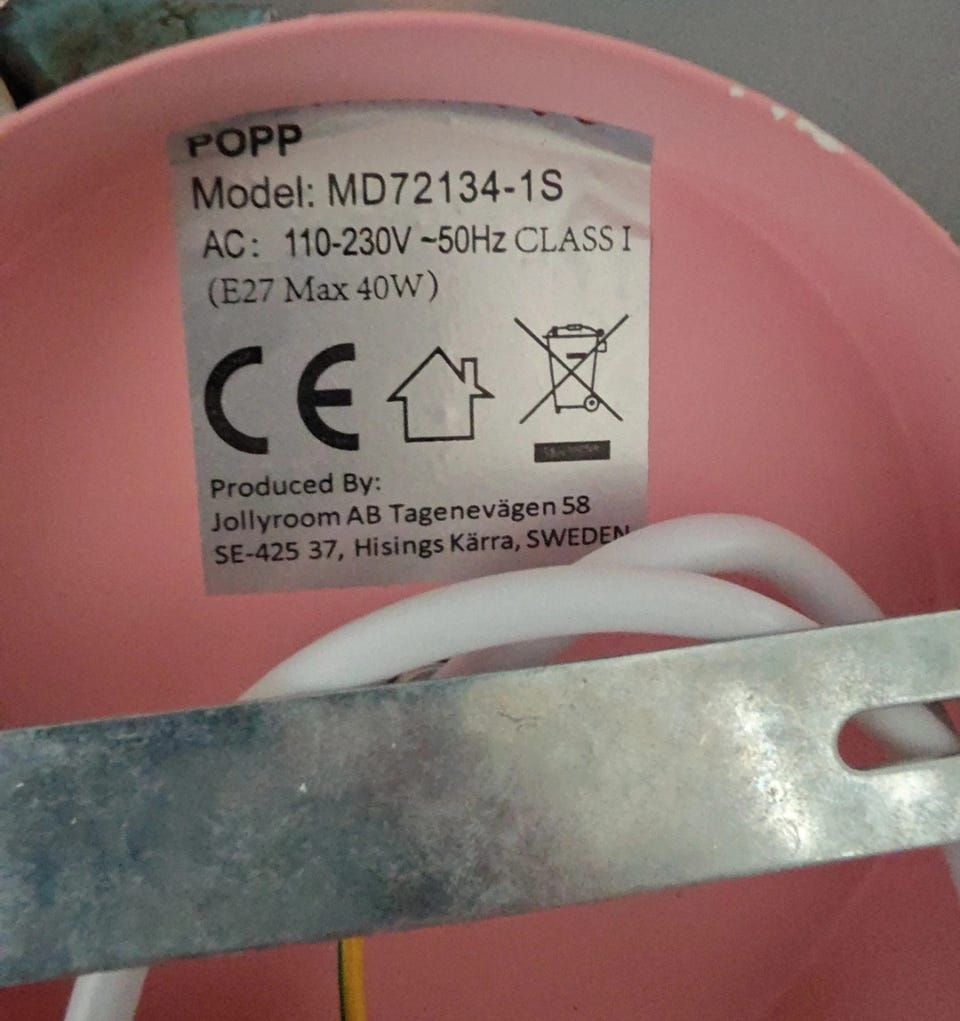 POPP
Model: MD72134-1S
AC: 110-230V ~50Hz CLASS I
(E27 Max 40W)
CE
Produced By:
Jollyroom AB Tagenevägen 58
SE-425 37, Hisings Kärra, SWEDEN